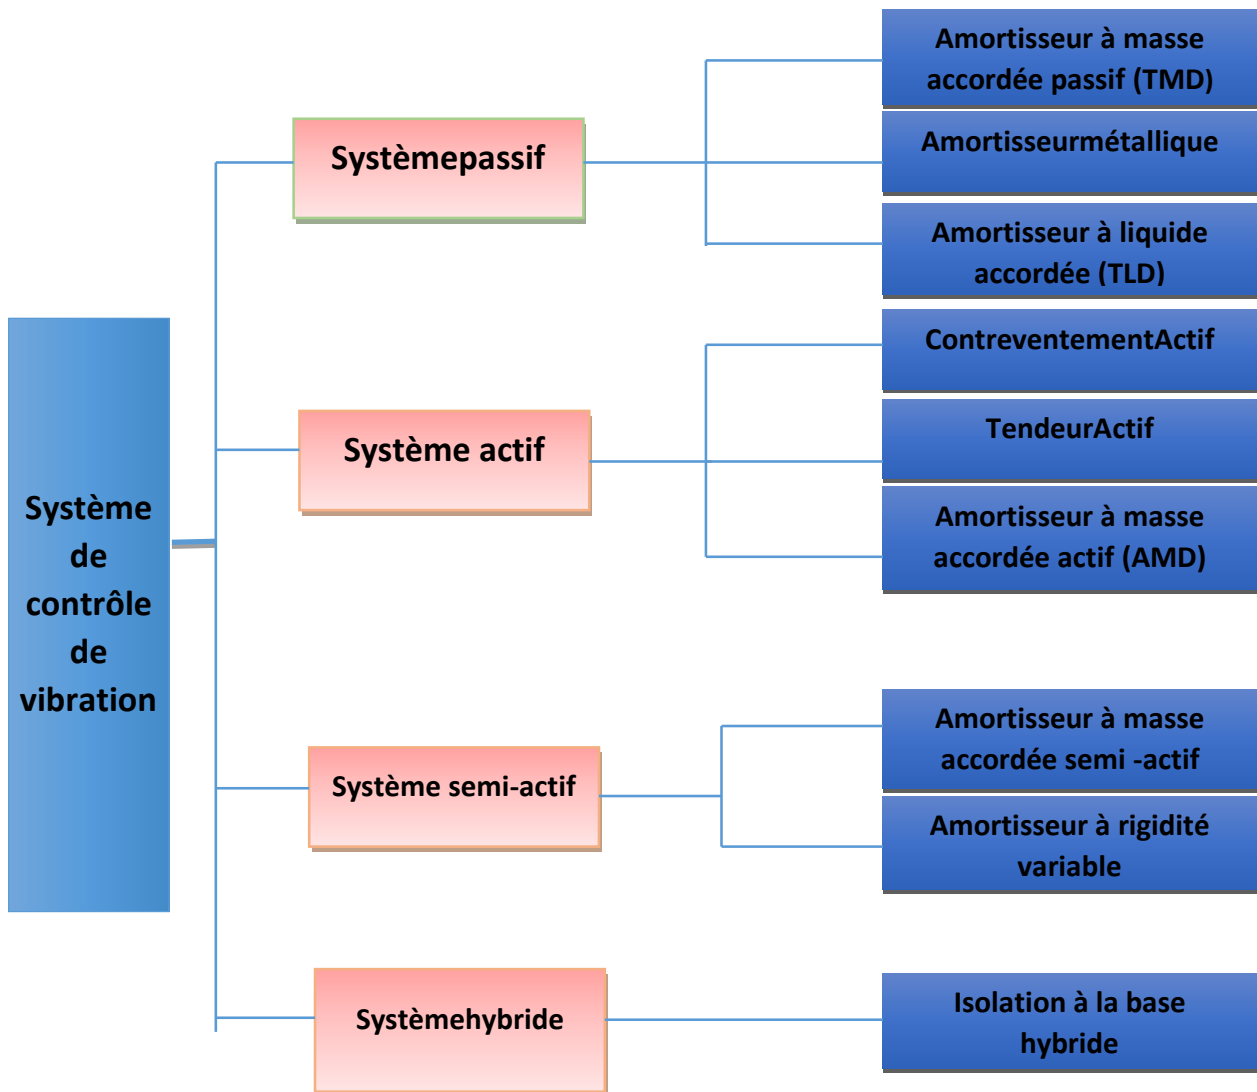 Système
de
contrôle
de
vibration
Systèmepassif
Amortisseur à masse
accordée passif (TMD)
Amortisseurmétallique
Amortisseur à liquide
accordée (TLD)
Système actif
ContreventementActif
TendeurActif
Amortisseur à masse
accordée actif (AMD)
Système semi-actif
Amortisseur à masse
accordée semi -actif
Amortisseur à rigidité
variable
Systèmehybride
Isolation à la base
hybride